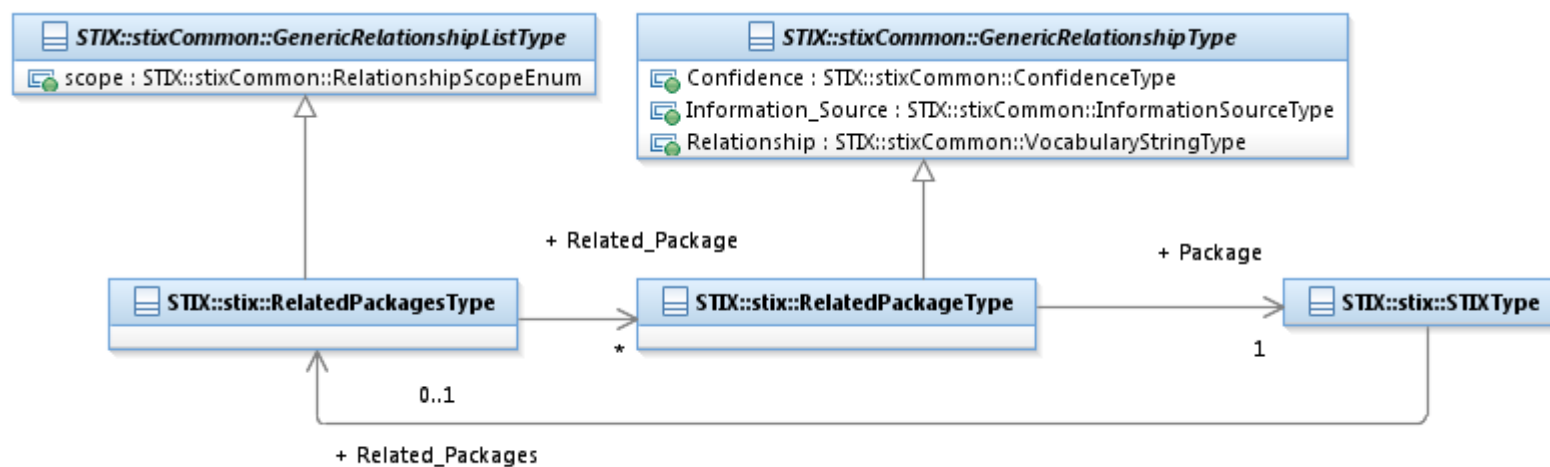 STIX::stixCommon::GenericRelationshipListType
scope : STIX::stixCommon::RelationshipScopeEnum
STIX::stixCommon::GenericRelationshipType
Confidence : STIX::stixCommon::ConfidenceType
Information_Source : STIX::stixCommon::InformationSourceType
Relationship : STIX::stixCommon::VocabularyStringType
+ Related_Package
+ Package
STIX::stix::RelatedPackagesType
STIX::stix::RelatedPackageType
STIX::stix::STIXType
*
1
0..1
+ Related_Packages